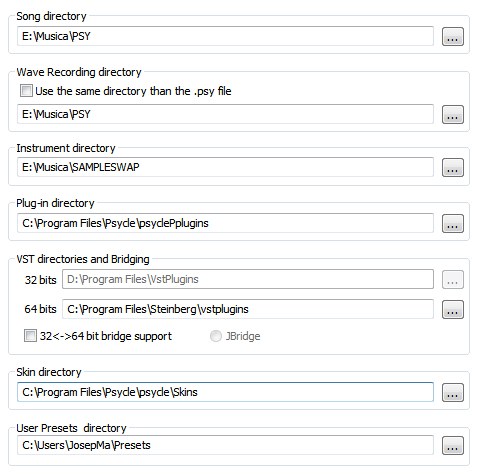 Song directory
E:\Musica\PSY
...
Wave Recording directory
Use the same directory than the .psy file
E:\Musica\PSY
...
Instrument directory
E:\Musica\SAMPLESWAP
...
Plug-in directory
C:\Program Files\Psycle\psyclePplugins
...
VST directories and Bridging
32 bits D:\Program Files\VstPlugins ...
64 bits C:\Program Files\Steinberg\vstplugins ...
32<->64 bit bridge support JBridge
Skin directory
C:\Program Files\Psycle\psycle\Skins
...
User Presets directory
C:\Users\JosepMa\Presets
...